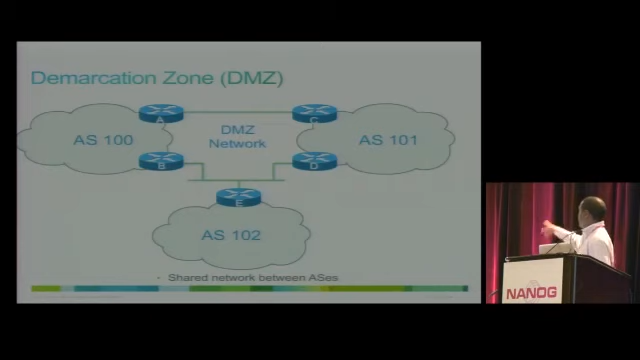 Demarcation Zone (DMZ)
A
C
AS 100
DMZ
Network
AS 101
B
D
E
AS 102
• Shared network between ASes
NANOG